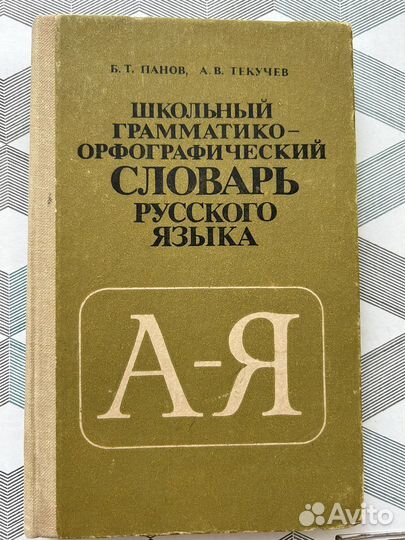 Б. Т. ПАНОВ, А. В. ТЕКУЧЕВ
ШКОЛЬНЫЙ
ГРАММАТИКО-
ОРФОГРАФИЧЕСКИЙ
СЛОВАРЬ
РУССКОГО
ЯЗЫКА
А-Я
Avito